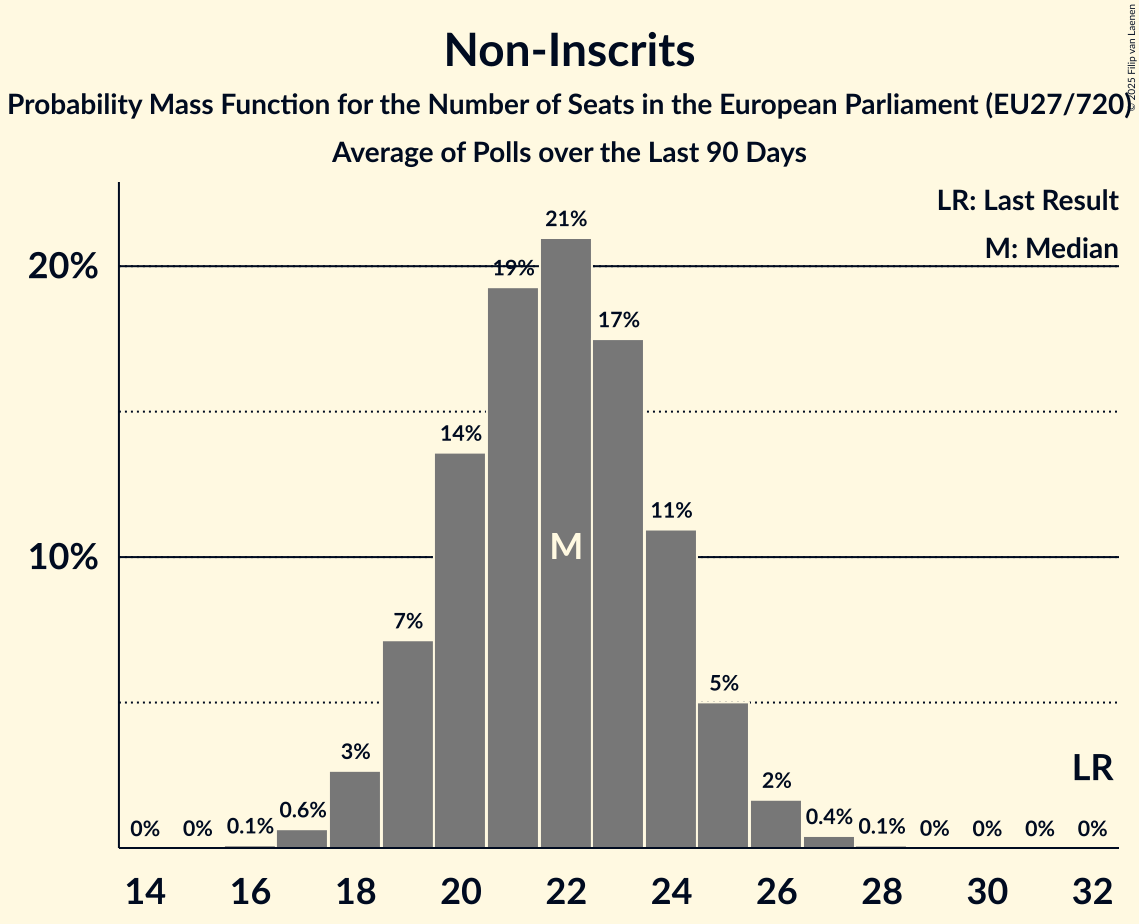 Non-Inscrits
Probability Mass Function for the Number of Seats in the European Parliament (EU27/720)
Average of Polls over the Last 90 Days
© 2025 Filip van Laenen
LR: Last Result
M: Median
20%
10%
0%
0%
0.1%
0.6%
3%
7%
14%
19%
21%
17%
11%
5%
2%
0.4%
0.1%
0%
0%
0%
0%
M
LR
14 16 18 20 22 24 26 28 30 32